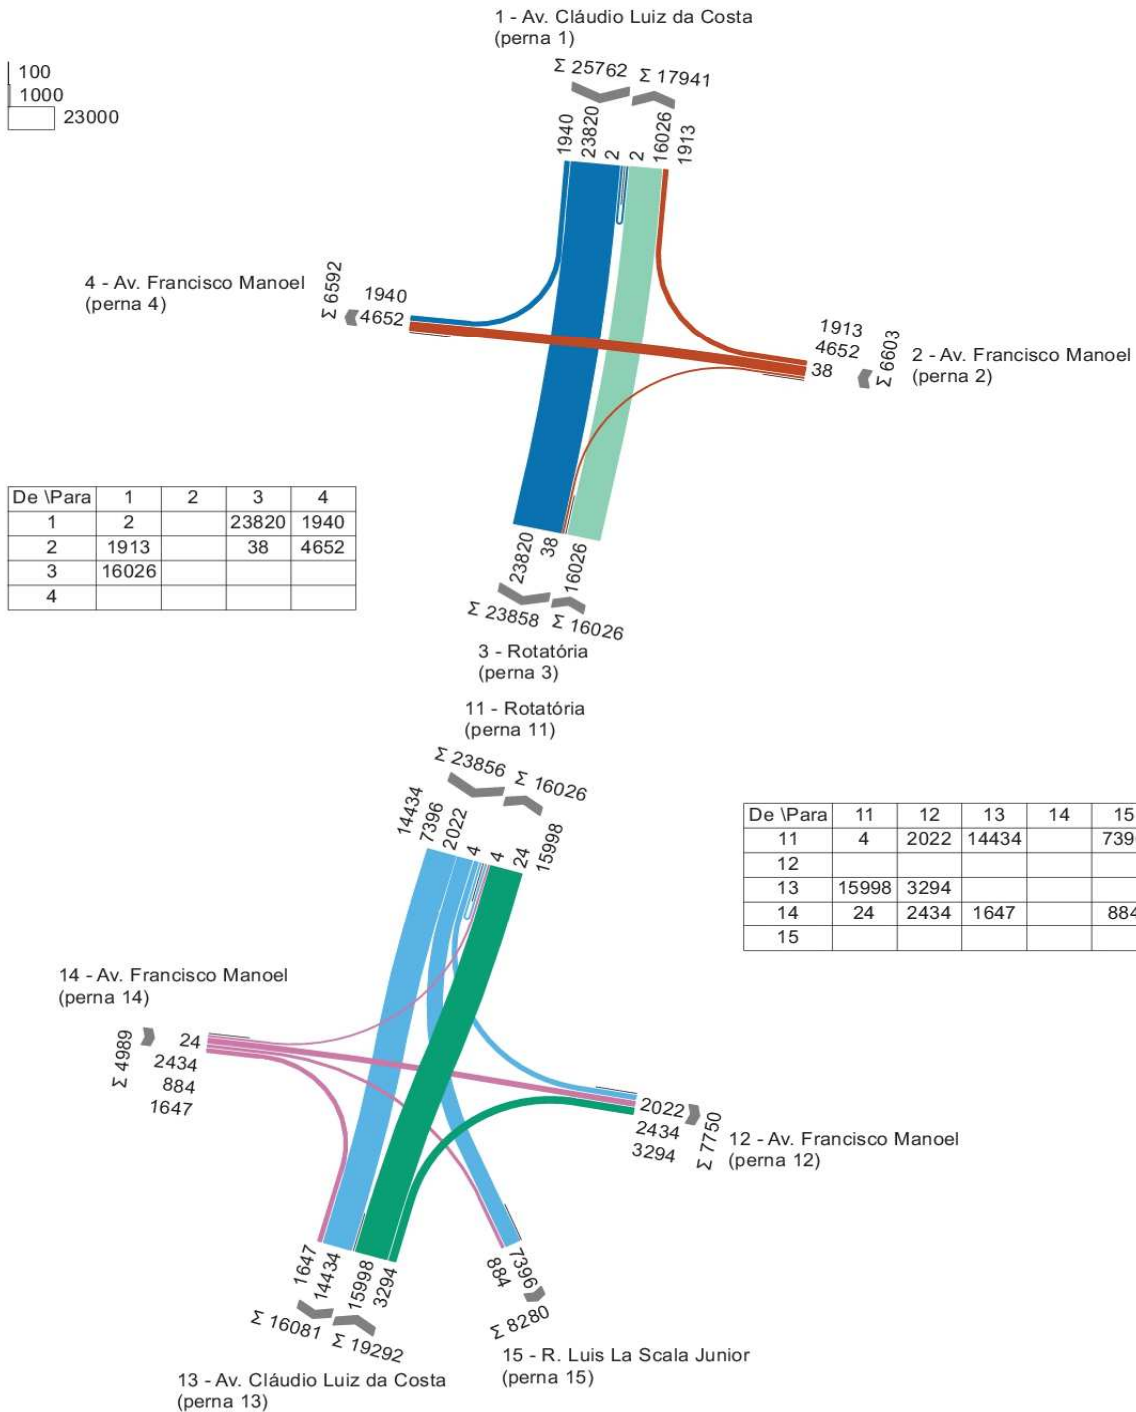 1 - Av. Cláudio Luiz da Costa
(perna 1)
Σ 25762 Σ 17941
100
1000
23000
1940 23820 2 2 16026 1913
4 - Av. Francisco Manoel
(perna 4)
Σ 6592
1940
4652
1913
4652
38
Σ 6603
2 - Av. Francisco Manoel
(perna 2)
De \Para 1 2 3 4
1 2 23820 1940
2 1913 38 4652
3 16026
4
23820 38 16026
Σ 23858 Σ 16026
3 - Rotatória
(perna 3)
11 - Rotatória
(perna 11)
Σ 23856 Σ 16026
14434 7396 2022 4 4 24 15998
De \Para 11 12 13 14 15
11 4 2022 14434
12
13 15998 3294
14 24 2434 1647 884
15
14 - Av. Francisco Manoel
(perna 14)
Σ 4989
24
2434
884
1647
2022
2434
3294
Σ 7750
12 - Av. Francisco Manoel
(perna 12)
1647 14434 15998 3294
Σ 16081 Σ 19292
884 7396
Σ 8280
15 - R. Luis La Scala Junior
(perna 15)
13 - Av. Cláudio Luiz da Costa
(perna 13)